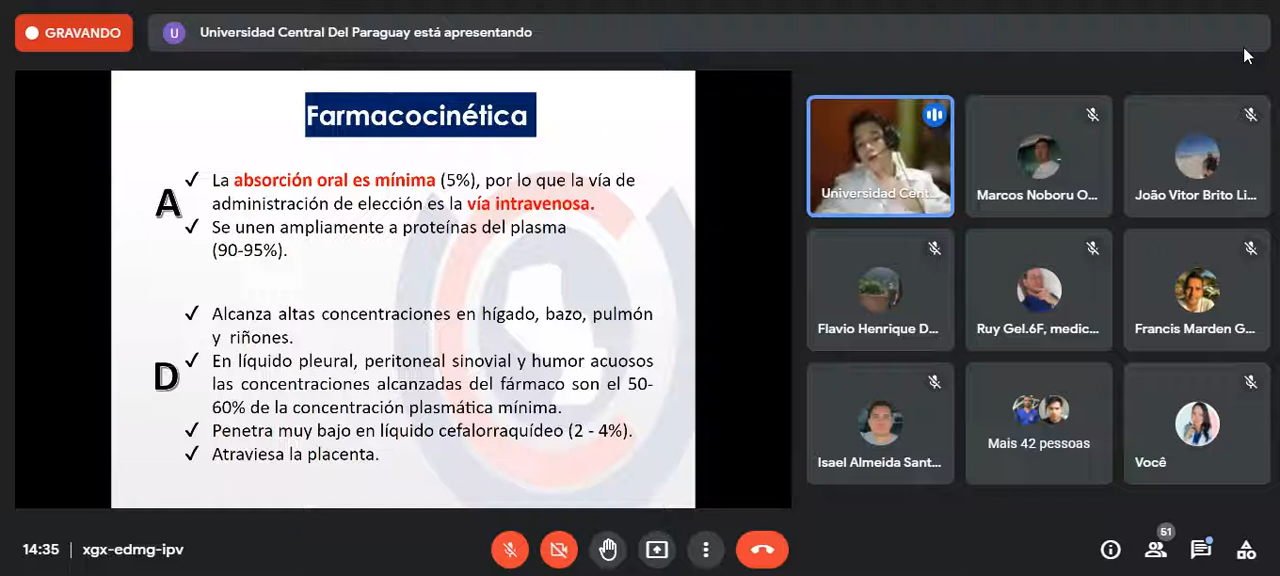 GRAVANDO
U
Universidad Central Del Paraguay está apresentando
Farmacocinética
A
✓ La absorción oral es mínima (5%), por lo que la vía de
administración de elección es la vía intravenosa.
✓ Se unen ampliamente a proteínas del plasma
(90-95%).
D
✓ Alcanza altas concentraciones en hígado, bazo, pulmón
y riñones.
✓ En líquido pleural, peritoneal sinovial y humor acuosos
las concentraciones alcanzadas del fármaco son el 50-
60% de la concentración plasmática mínima.
✓ Penetra muy bajo en líquido cefalorraquídeo (2 - 4%).
✓ Atraviesa la placenta.
Universidad Cent...
Marcos Noboru O...
João Vitor Brito Li...
Flavio Henrique D...
Ruy Gel.6F, medic...
Francis Marden G...
Isael Almeida Sant...
Mais 42 pessoas
Você
14:35 | xgx-edmg-ipv
51